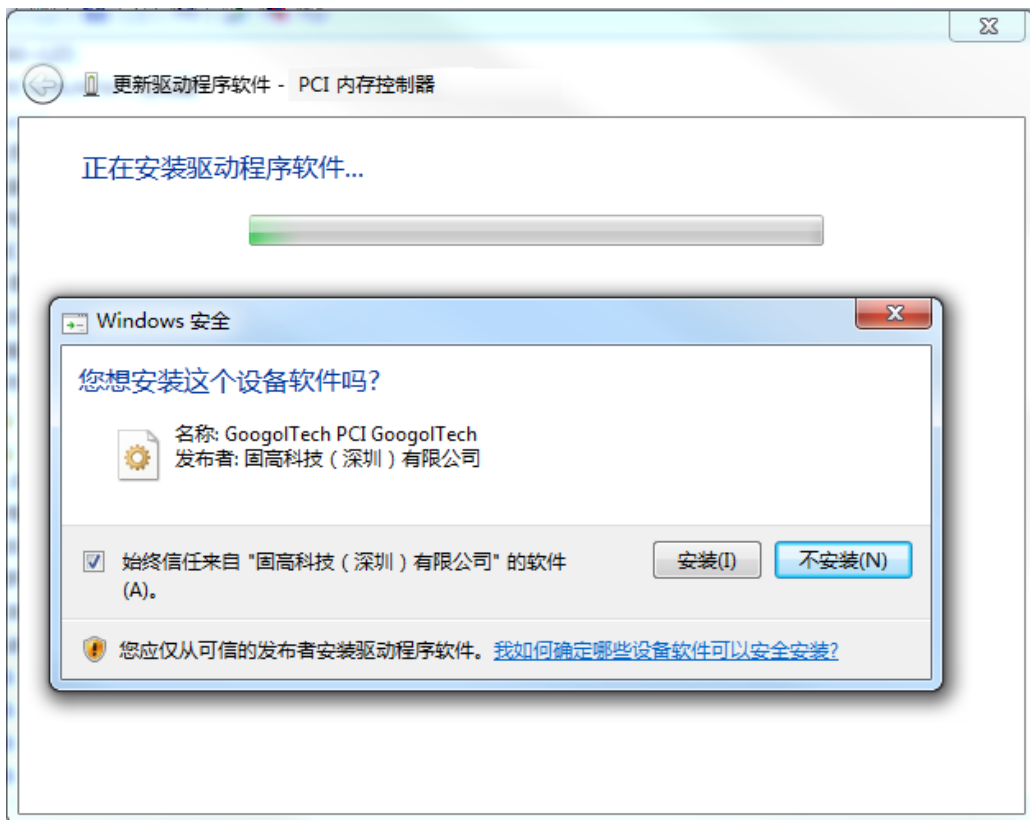 更新驱动程序软件 - PCI 内存控制器
正在安装驱动程序软件...
Windows 安全
您想安装这个设备软件吗?
名称: GoogolTech PCI GoogolTech
发布者: 固高科技（深圳）有限公司
始终信任来自 "固高科技（深圳）有限公司" 的软件
(A)。
安装(I)
不安装(N)
您应仅从可信的发布者安装驱动程序软件。我如何确定哪些设备软件可以安全安装?